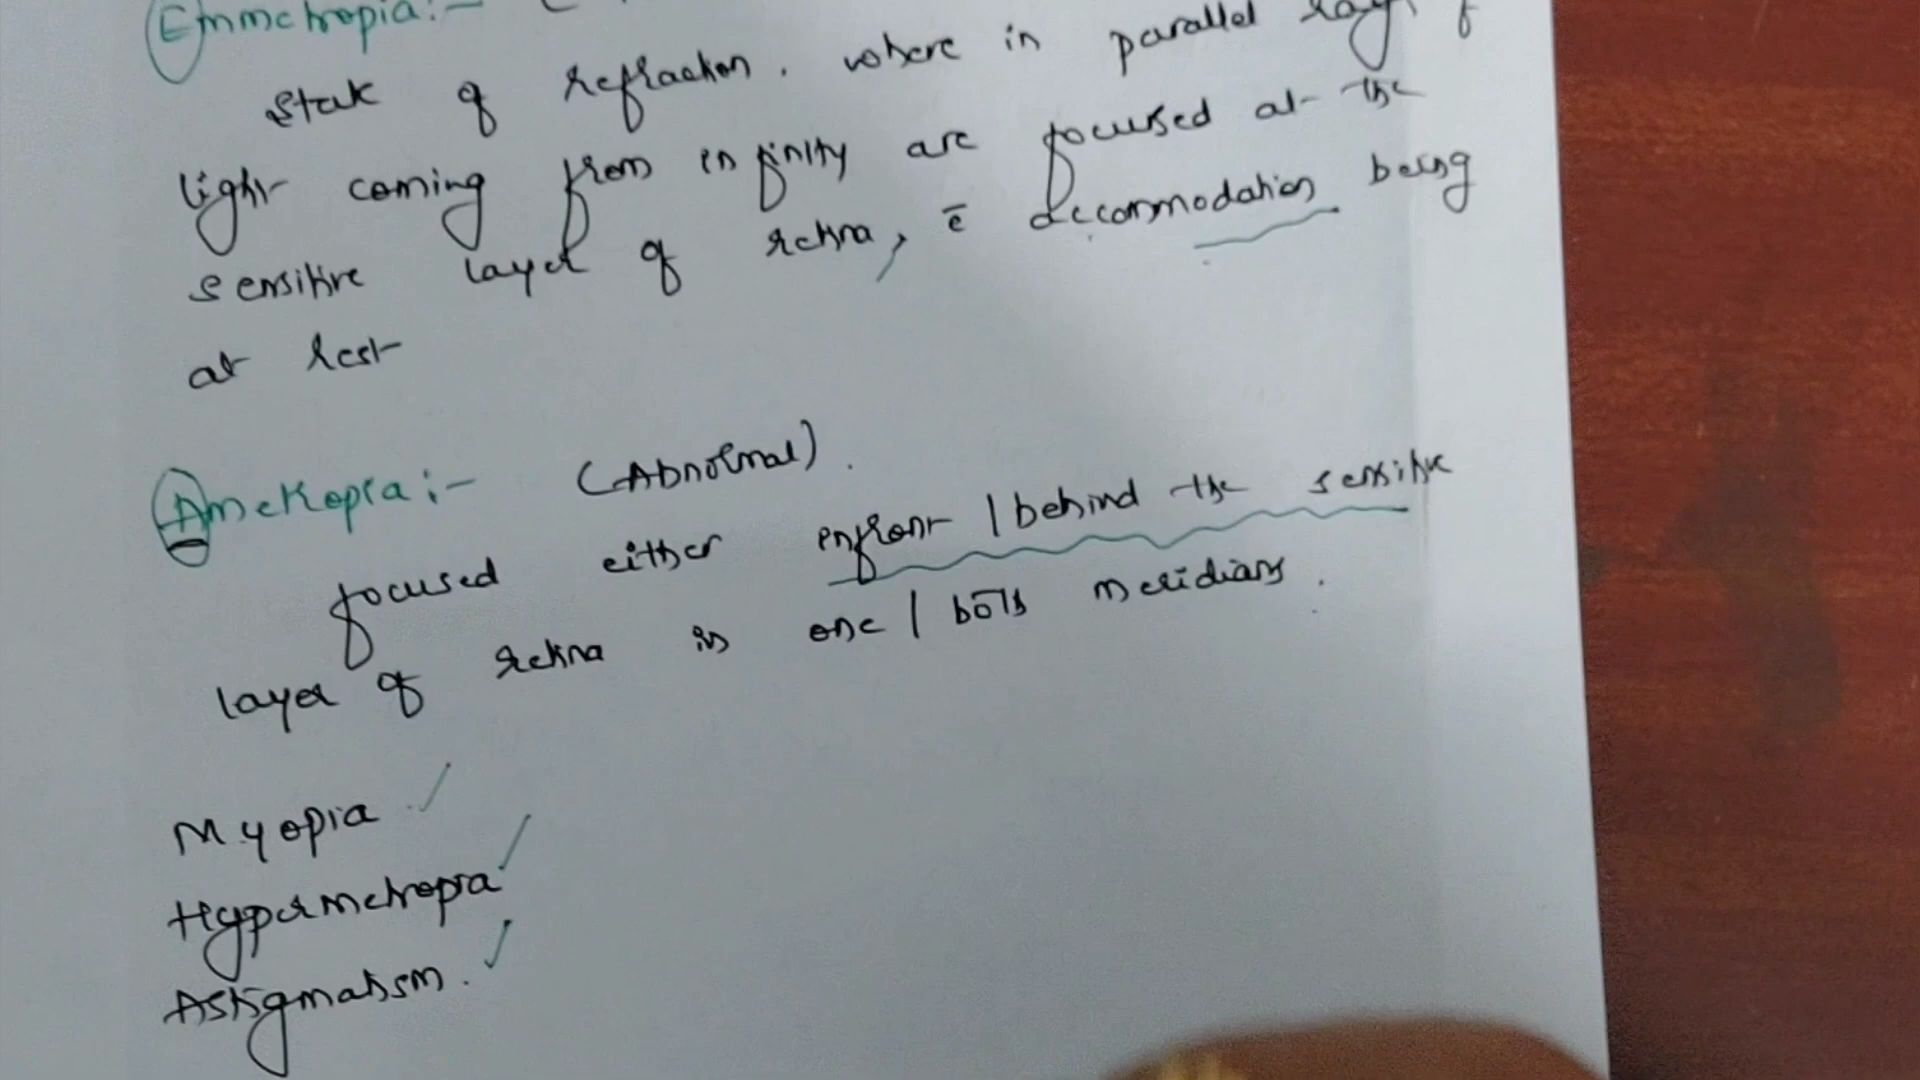 Emmetropia :-
State of refraction. where in parallel rays of
light coming from infinity are focused at the
sensitive layer of retina, c̄ accommodation being
at rest
Ametropia :- (Abnormal).
focused either infront / behind the sensitive
layer of retina in one / both meridians.
Myopia ✓
Hypermetropia ✓
Astigmatism. ✓